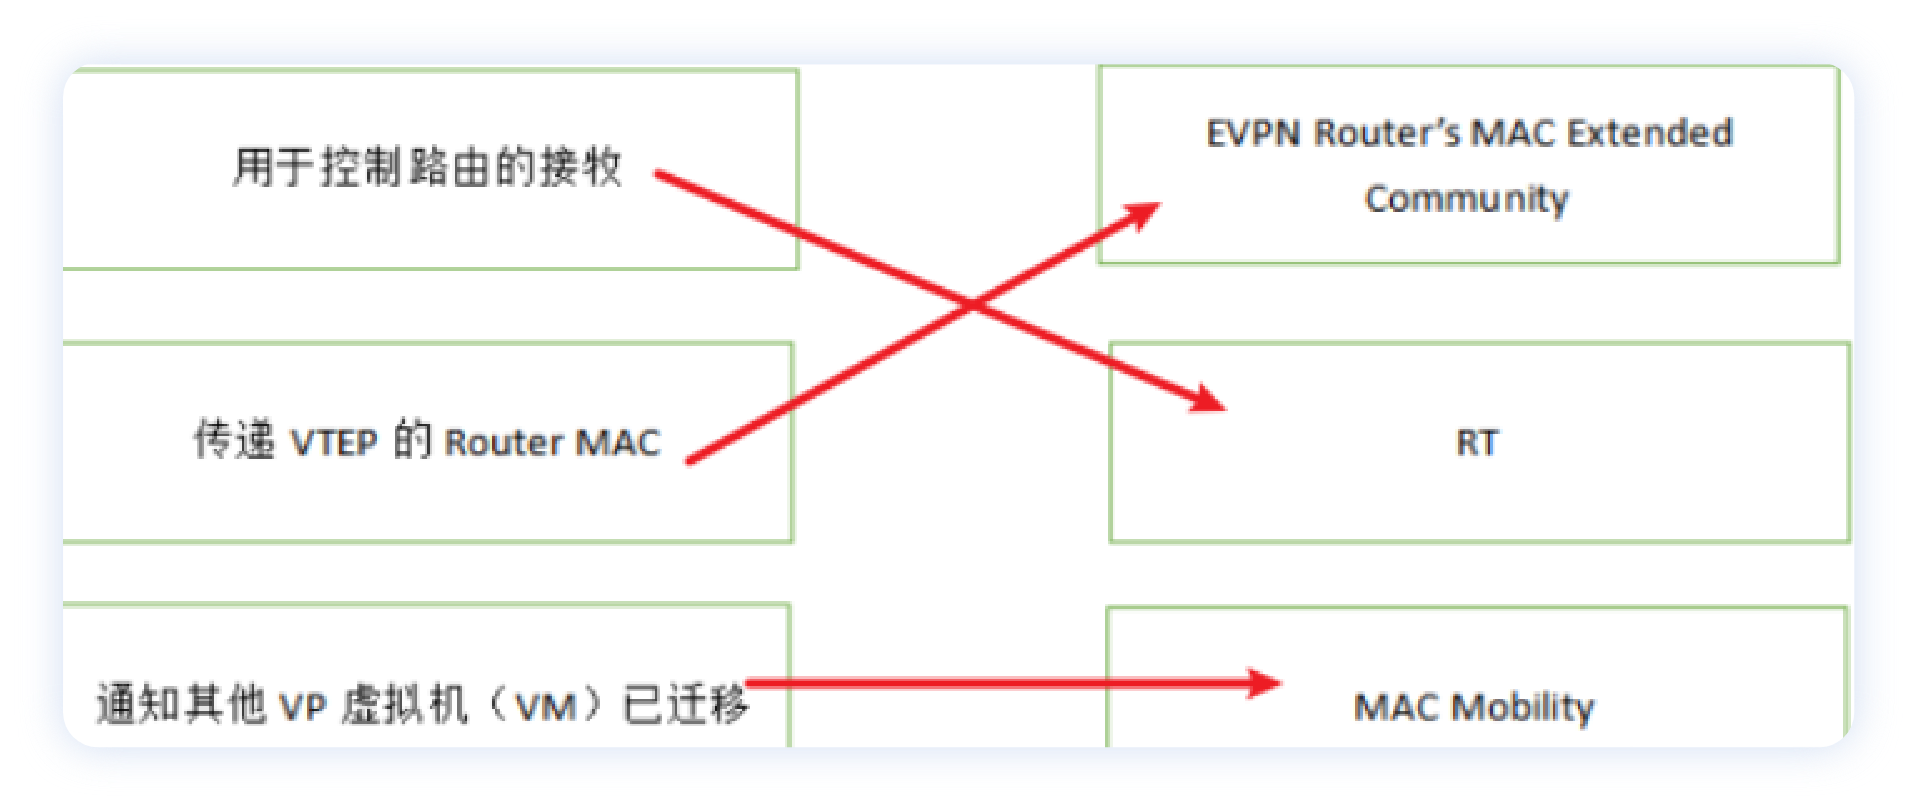 用于控制路由的接牧
EVPN Router’s MAC Extended
Community
传递 VTEP 的 Router MAC
RT
通知其他 VP 虚拟机（VM）已迁移
MAC Mobility